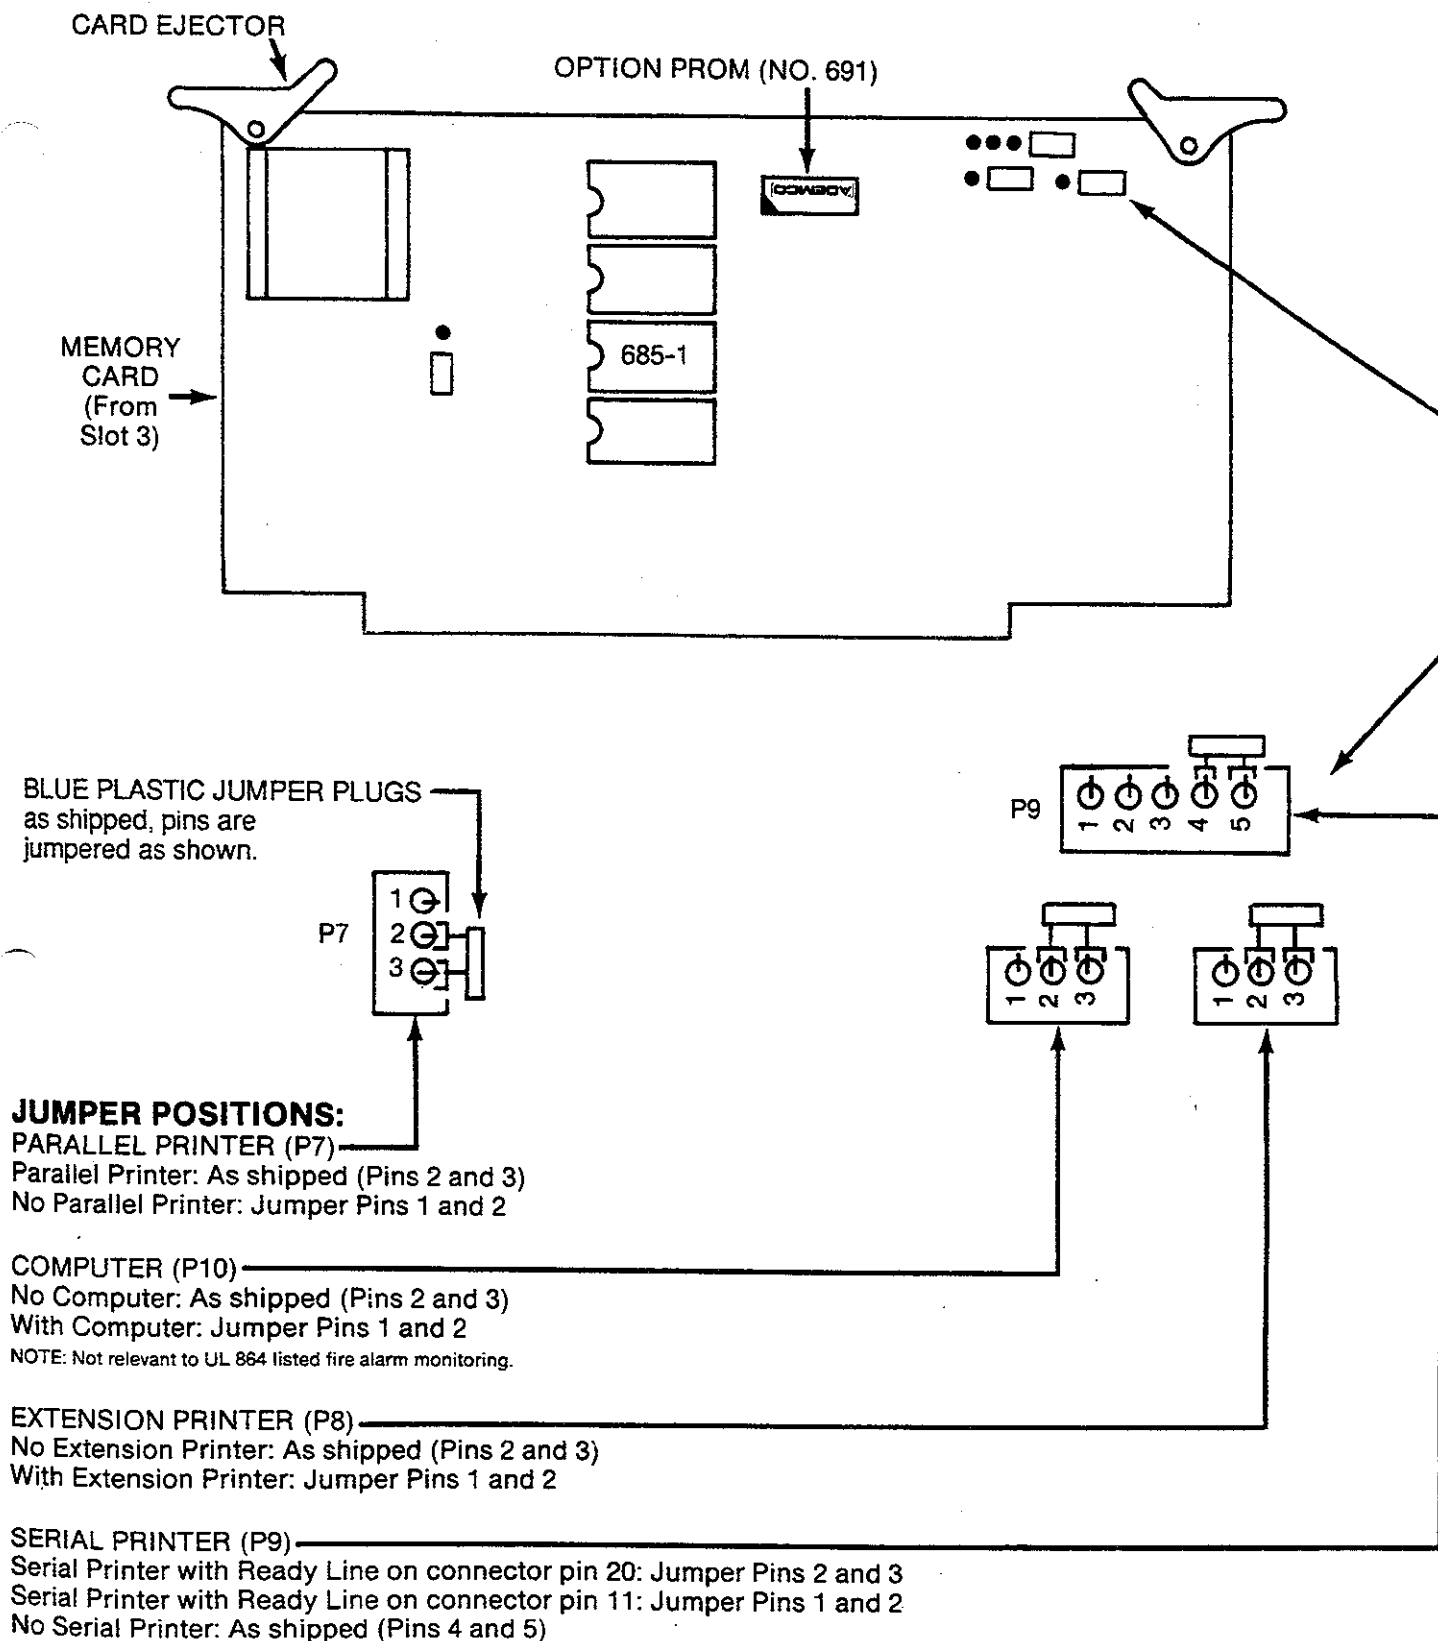 CARD EJECTOR
OPTION PROM (NO. 691)
ADEMCO
685-1
MEMORY
CARD
(From
Slot 3)
BLUE PLASTIC JUMPER PLUGS
as shipped, pins are
jumpered as shown.
P9
1 2 3 4 5
P7
1
2
3
1 2 3
1 2 3
JUMPER POSITIONS:
PARALLEL PRINTER (P7)
Parallel Printer: As shipped (Pins 2 and 3)
No Parallel Printer: Jumper Pins 1 and 2
COMPUTER (P10)
No Computer: As shipped (Pins 2 and 3)
With Computer: Jumper Pins 1 and 2
NOTE: Not relevant to UL 864 listed fire alarm monitoring.
EXTENSION PRINTER (P8)
No Extension Printer: As shipped (Pins 2 and 3)
With Extension Printer: Jumper Pins 1 and 2
SERIAL PRINTER (P9)
Serial Printer with Ready Line on connector pin 20: Jumper Pins 2 and 3
Serial Printer with Ready Line on connector pin 11: Jumper Pins 1 and 2
No Serial Printer: As shipped (Pins 4 and 5)